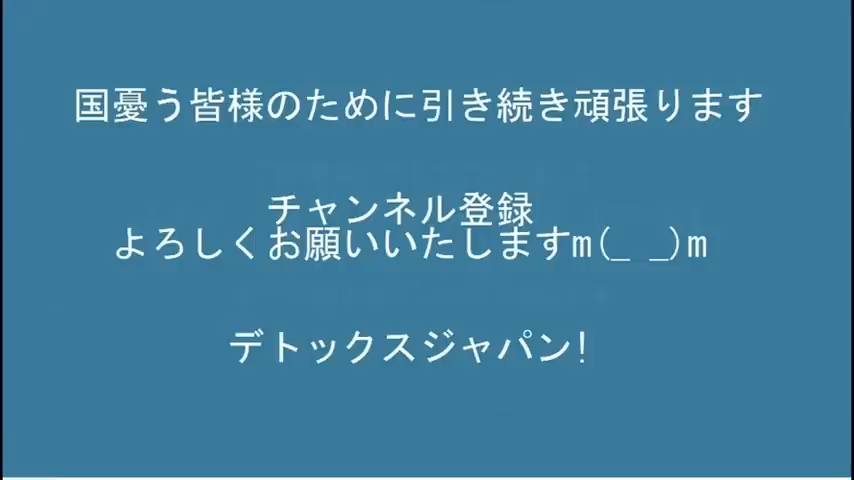 国憂う皆様のために引き続き頑張ります
チャンネル登録
よろしくお願いいたしますm(_ _)m
デトックスジャパン!